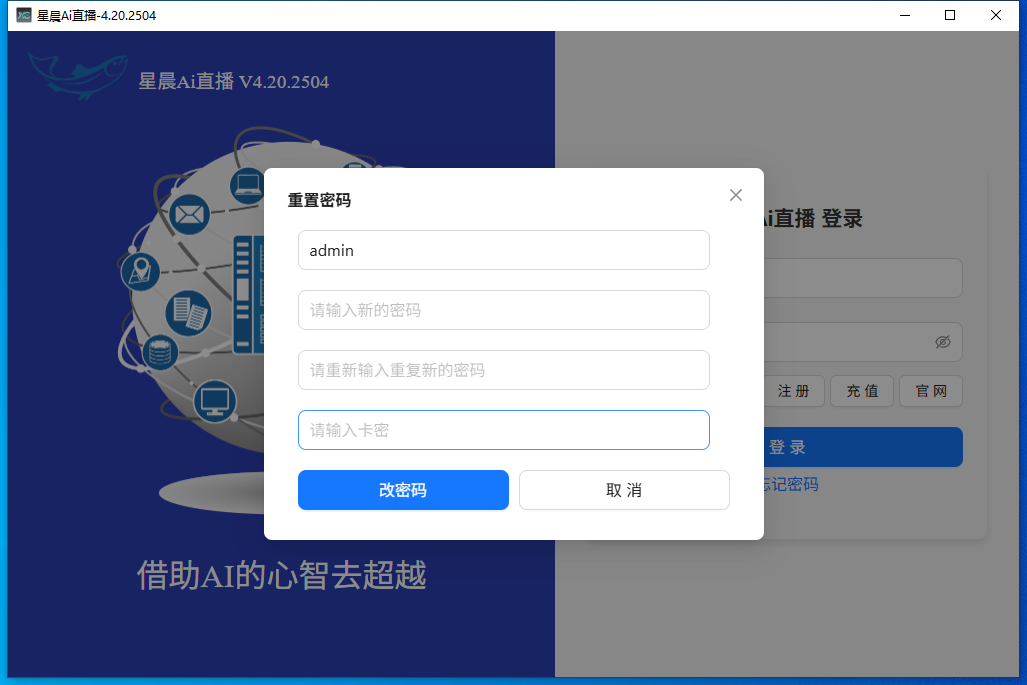 星晨Ai直播-4.20.2504
星晨Ai直播 V4.20.2504
借助AI的心智去超越
重置密码
admin
请输入新的密码
请重新输入重复新的密码
请输入卡密
改密码
取 消
Ai直播 登录
注 册
充 值
官 网
登 录
忘记密码